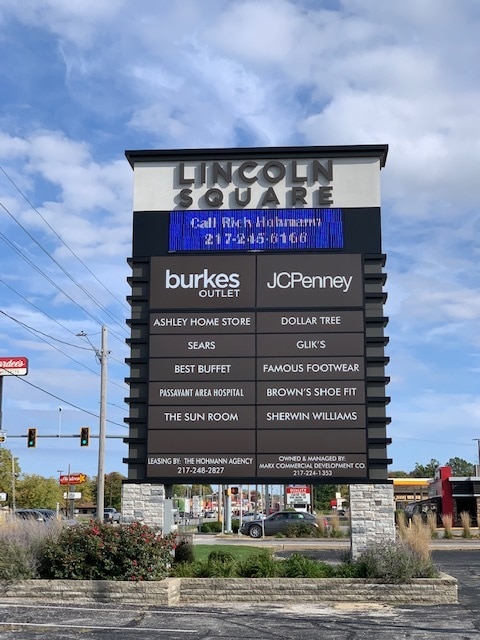 LINCOLN
SQUARE
Call Rich Hohmann
217-245-6166
burkes
OUTLET
JCPenney
ASHLEY HOME STORE
DOLLAR TREE
SEARS
GLIK'S
BEST BUFFET
FAMOUS FOOTWEAR
PASSAVANT AREA HOSPITAL
BROWN'S SHOE FIT
THE SUN ROOM
SHERWIN WILLIAMS
LEASING BY: THE HOHMANN AGENCY
217-248-2827
OWNED & MANAGED BY:
MARX COMMERCIAL DEVELOPMENT CO.
217-224-1353